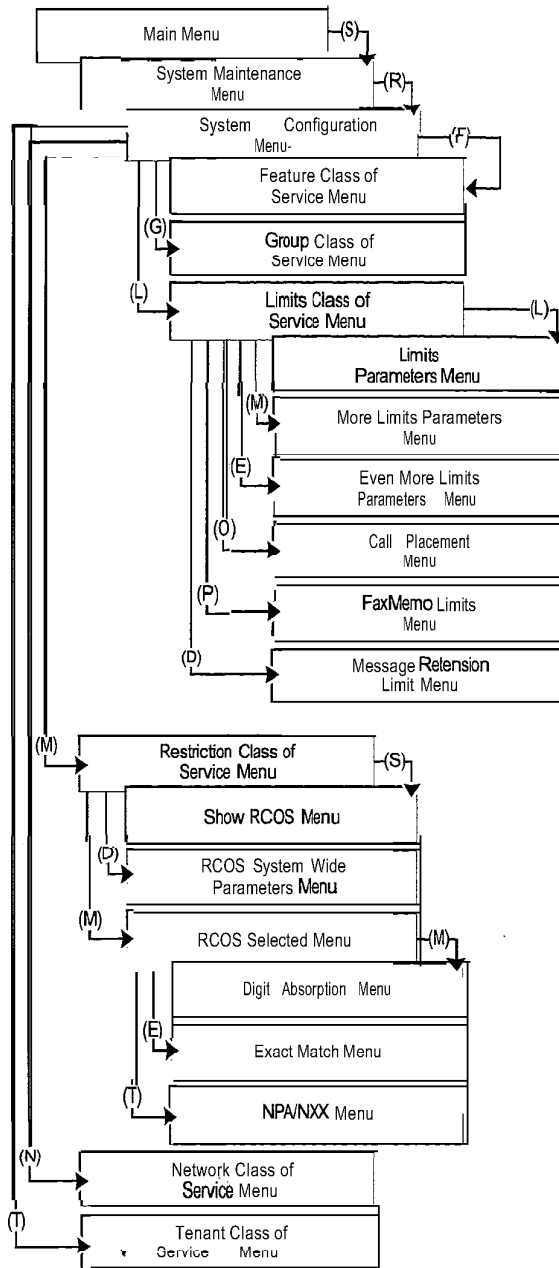 Main Menu
(S)
System Maintenance
Menu
(R)
System Configuration
Menu-
(F)
Feature Class of
Service Menu
(G)
Group Class of
Service Menu
(L)
Limits Class of
Service Menu
(L)
Limits
Parameters Menu
(M)
More Limits Parameters
Menu
(E)
Even More Limits
Parameters Menu
(O)
Call Placement
Menu
(P)
FaxMemo Limits
Menu
(D)
Message Retension
Limit Menu
(M)
Restriction Class of
Service Menu
(S)
Show RCOS Menu
(D)
RCOS System Wide
Parameters Menu
(M)
RCOS Selected Menu
(M)
Digit Absorption Menu
(E)
Exact Match Menu
(T)
NPA/NXX Menu
(N)
Network Class of
Service Menu
(T)
Tenant Class of
Service Menu